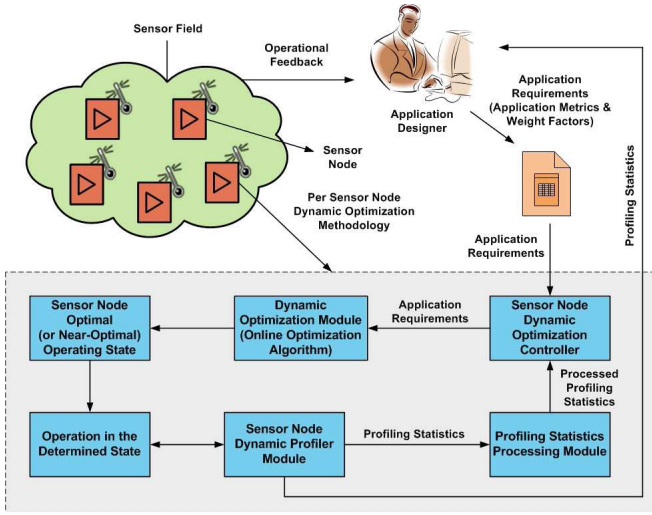 Sensor Field
Operational
Feedback
Application
Designer
Application
Requirements
(Application Metrics &
Weight Factors)
Sensor
Node
Per Sensor Node
Dynamic Optimization
Methodology
Application
Requirements
Profiling Statistics
Sensor Node
Optimal
(or Near-Optimal)
Operating State
Dynamic
Optimization Module
(Online Optimization
Algorithm)
Application
Requirements
Sensor Node
Dynamic
Optimization
Controller
Processed
Profiling
Statistics
Operation in the
Determined State
Sensor Node
Dynamic Profiler
Module
Profiling Statistics
Profiling Statistics
Processing Module